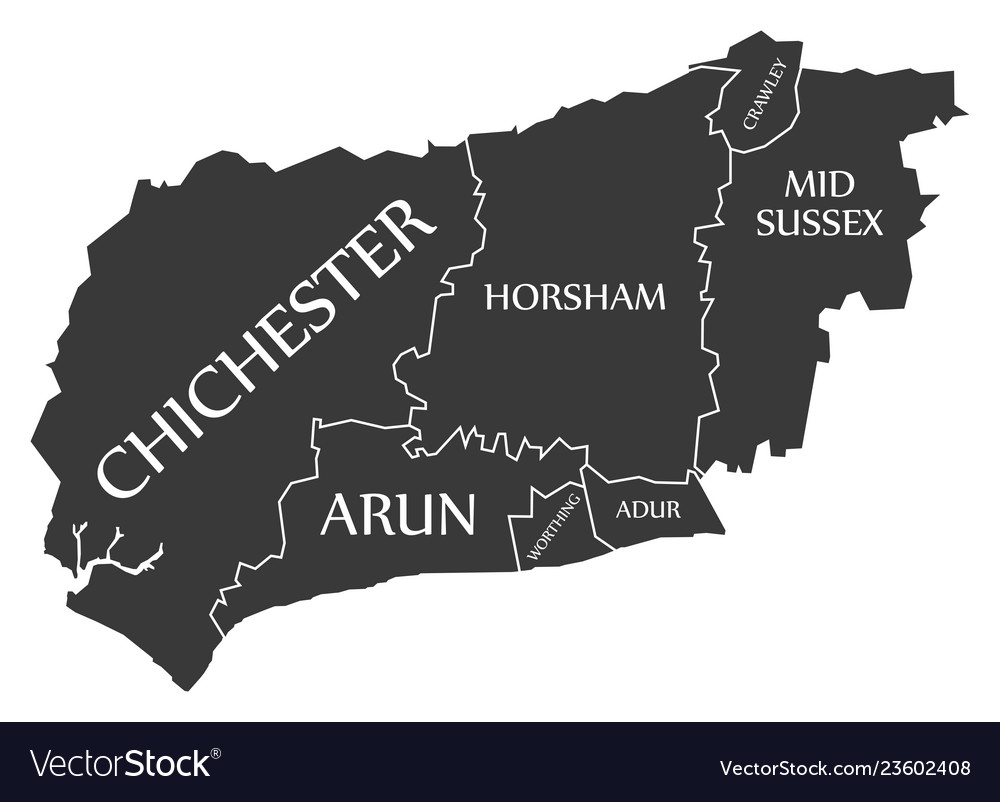 CRAWLEY
MID
SUSSEX
CHICHESTER
HORSHAM
ARUN
WORTHING
ADUR
VectorStock®
VectorStock.com/23602408